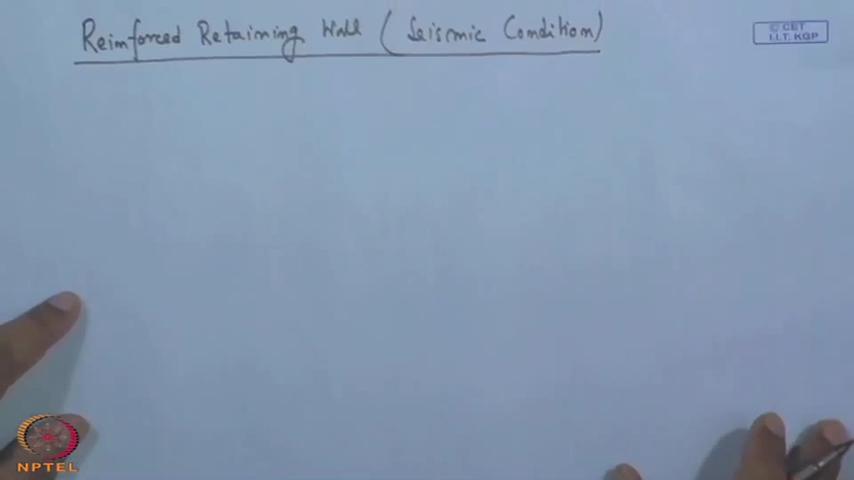 Reinforced Retaining Wall (Seismic Condition)
© CET
I.I.T. KGP
NPTEL